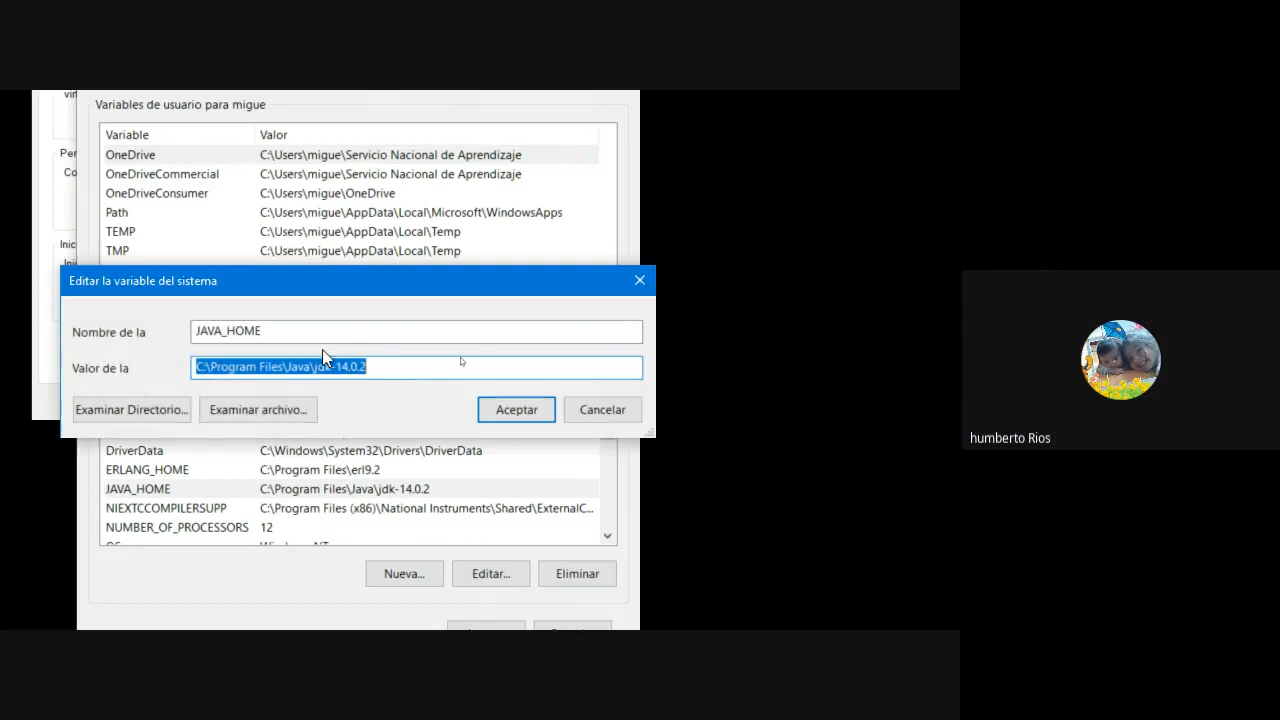 Variables de usuario para migue
Variable Valor
OneDrive C:\Users\migue\Servicio Nacional de Aprendizaje
OneDriveCommercial C:\Users\migue\Servicio Nacional de Aprendizaje
OneDriveConsumer C:\Users\migue\OneDrive
Path C:\Users\migue\AppData\Local\Microsoft\WindowsApps
TEMP C:\Users\migue\AppData\Local\Temp
TMP C:\Users\migue\AppData\Local\Temp
Editar la variable del sistema
Nombre de la JAVA_HOME
Valor de la C:\Program Files\Java\jdk-14.0.2
Examinar Directorio... Examinar archivo... Aceptar Cancelar
DriverData C:\Windows\System32\Drivers\DriverData
ERLANG_HOME C:\Program Files\erl9.2
JAVA_HOME C:\Program Files\Java\jdk-14.0.2
NIEXTCCOMPILERSUPP C:\Program Files (x86)\National Instruments\Shared\ExternalC...
NUMBER_OF_PROCESSORS 12
Nueva... Editar... Eliminar
humberto Rios